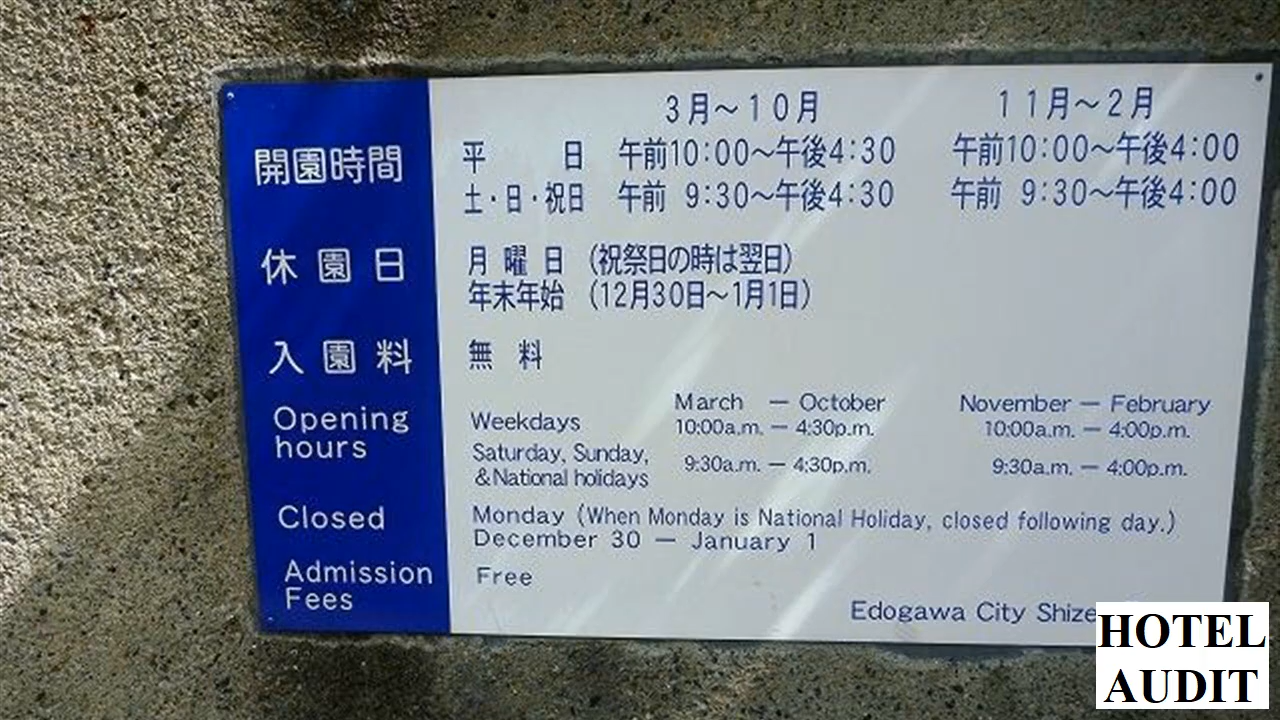 3月～10月 11月～2月
開園時間 平 日 午前10:00～午後4:30 午前10:00～午後4:00
土・日・祝日 午前 9:30～午後4:30 午前 9:30～午後4:00
休園日 月曜日 （祝祭日の時は翌日）
年末年始 （12月30日～1月1日）
入園料 無料
March — October November — February
Opening hours Weekdays 10:00a.m. — 4:30p.m. 10:00a.m. — 4:00p.m.
Saturday, Sunday,
&National holidays 9:30a.m. — 4:30p.m. 9:30a.m. — 4:00p.m.
Closed Monday (When Monday is National Holiday, closed following day.)
December 30 — January 1
Admission Fees Free
Edogawa City
HOTEL
AUDIT